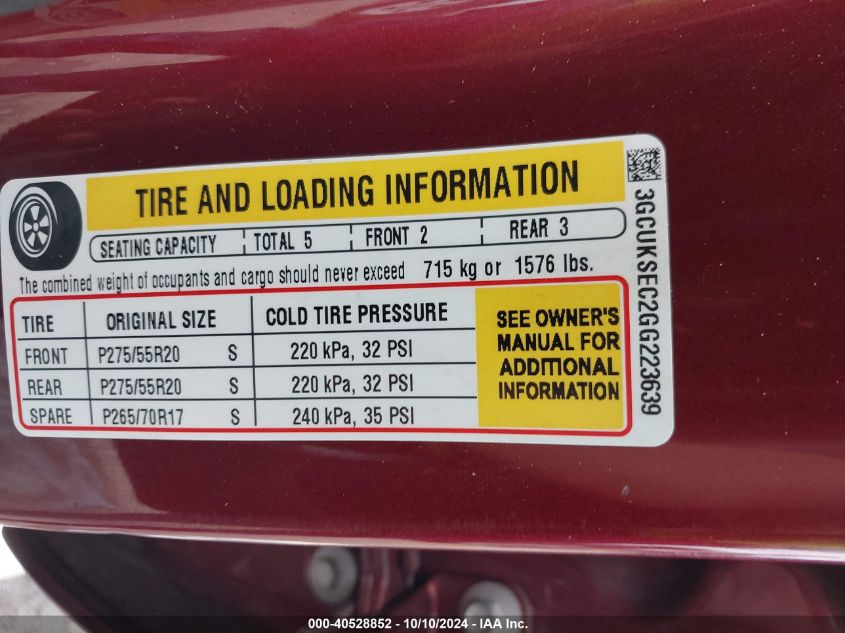 TIRE AND LOADING INFORMATION
SEATING CAPACITY TOTAL 5 FRONT 2 REAR 3
The combined weight of occupants and cargo should never exceed 715 kg or 1576 lbs.
TIRE ORIGINAL SIZE COLD TIRE PRESSURE
FRONT P275/55R20 S 220 kPa, 32 PSI
REAR P275/55R20 S 220 kPa, 32 PSI
SPARE P265/70R17 S 240 kPa, 35 PSI
SEE OWNER'S
MANUAL FOR
ADDITIONAL
INFORMATION
3GCUKSEC2GG223639
000-40528852 - 10/10/2024 - IAA Inc.